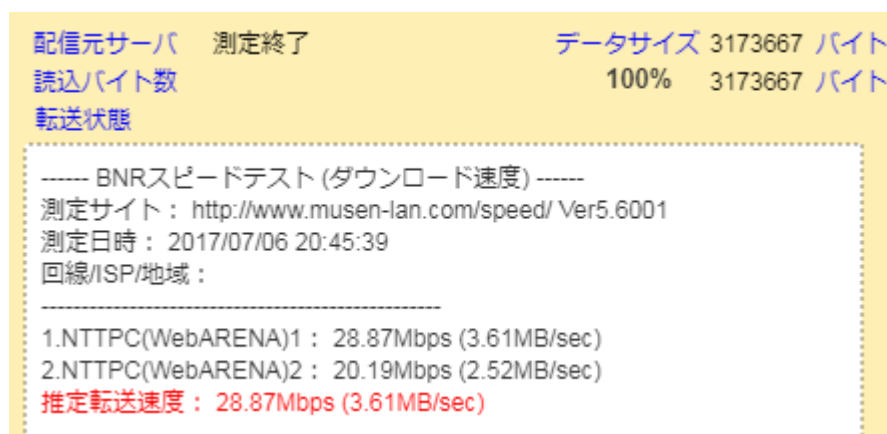 配信元サーバ 測定終了 データサイズ 3173667 バイト
読込バイト数 100% 3173667 バイト
転送状態
------ BNRスピードテスト (ダウンロード速度) ------
測定サイト： http://www.musen-lan.com/speed/ Ver5.6001
測定日時： 2017/07/06 20:45:39
回線/ISP/地域：
--------------------------------------------------
1.NTTPC(WebARENA)1： 28.87Mbps (3.61MB/sec)
2.NTTPC(WebARENA)2： 20.19Mbps (2.52MB/sec)
推定転送速度： 28.87Mbps (3.61MB/sec)